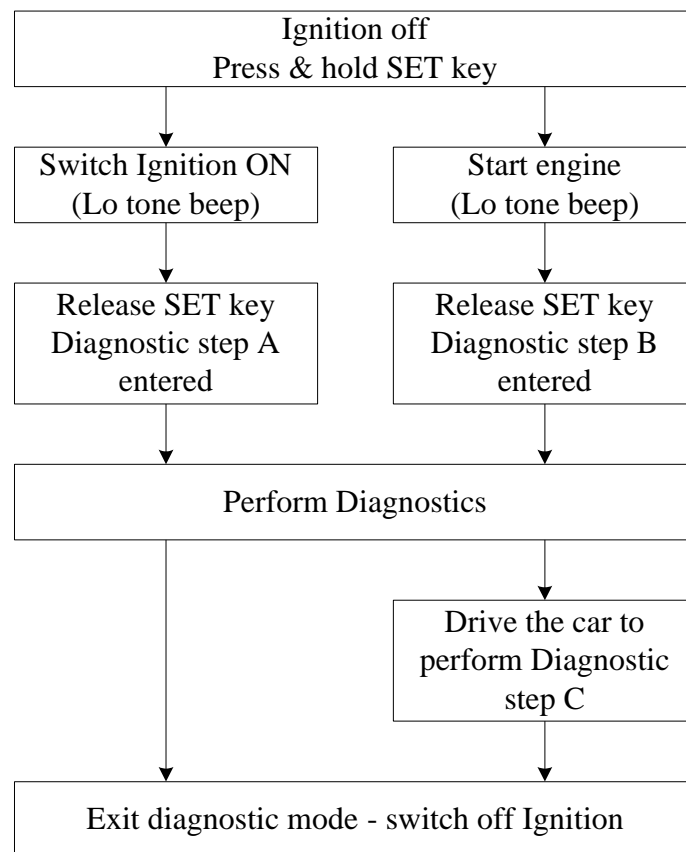 Ignition off
Press & hold SET key
Switch Ignition ON
(Lo tone beep)
Start engine
(Lo tone beep)
Release SET key
Diagnostic step A
entered
Release SET key
Diagnostic step B
entered
Perform Diagnostics
Drive the car to
perform Diagnostic
step C
Exit diagnostic mode - switch off Ignition